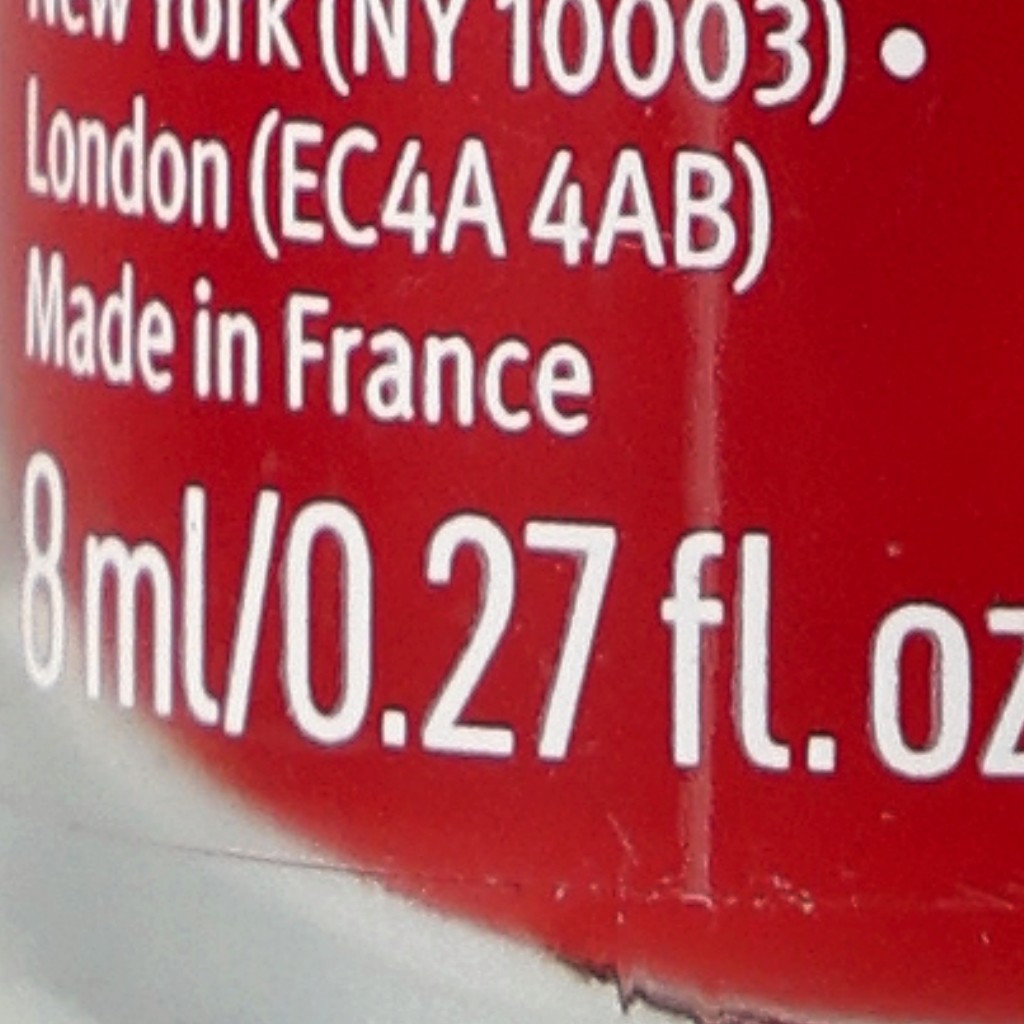 New York (NY 10003) •
London (EC4A 4AB)
Made in France
8 ml/0.27 fl. oz